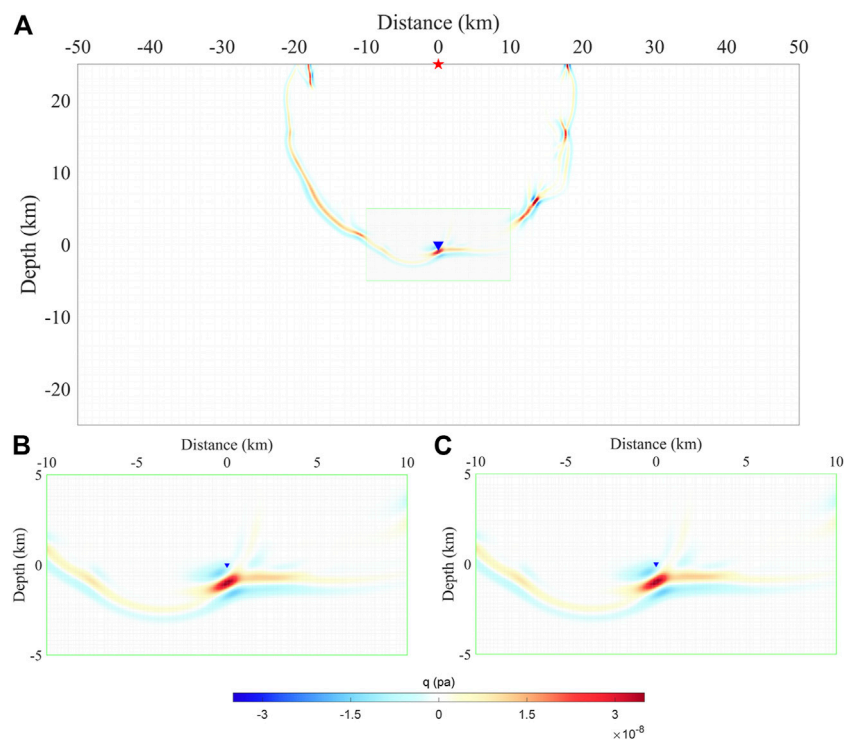 A
Distance (km)
-50 -40 -30 -20 -10 0 10 20 30 40 50
Depth (km)
20
10
0
-10
-20
B
Distance (km)
-10 -5 0 5 10
Depth (km)
5
0
-5
C
Distance (km)
-10 -5 0 5 10
Depth (km)
5
0
-5
q (pa)
-3 -1.5 0 1.5 3
×10⁻⁸